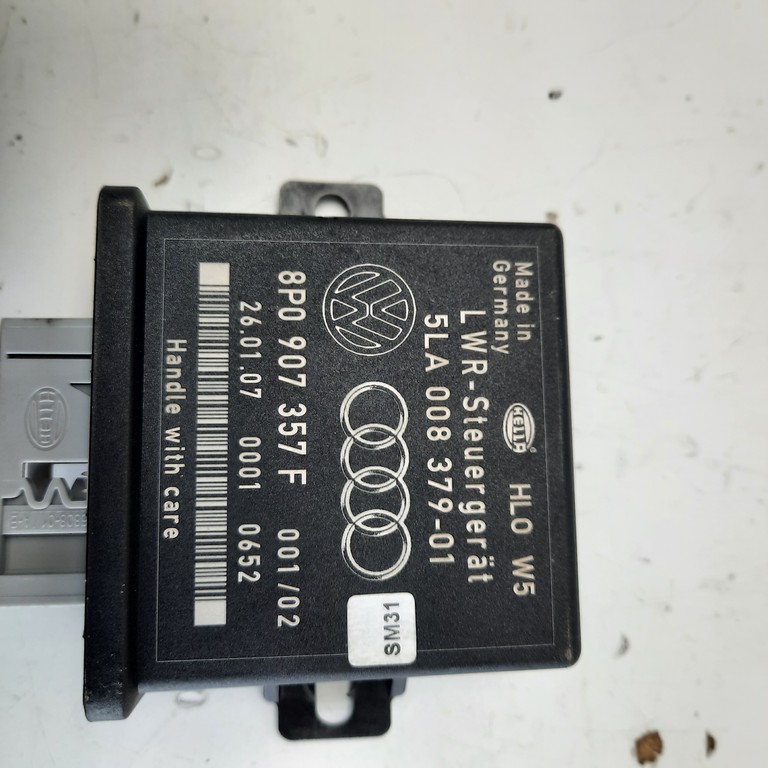 Made in
Germany
HELLA
HLO W5
LWR-Steuergerät
5LA 008 379-01
SM31
8P0 907 357 F 001/02
26.01.07 0001 0652
Handle with care
HELLA